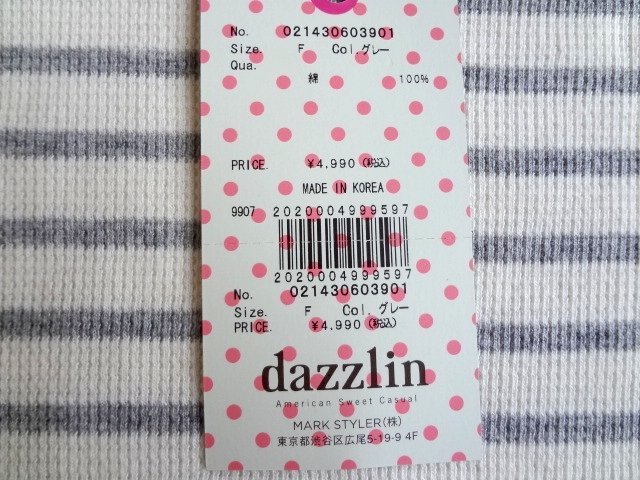 No. 021430603901
Size. F Col. グレー
Qua.
綿 100%
PRICE. ¥4,990(税込)
MADE IN KOREA
9907 2020004999597
2020004999597
No. 021430603901
Size. F Col. グレー
PRICE. ¥4,990(税込)
dazzlin
American Sweet Casual
MARK STYLER(株)
東京都渋谷区広尾5-19-9 4F